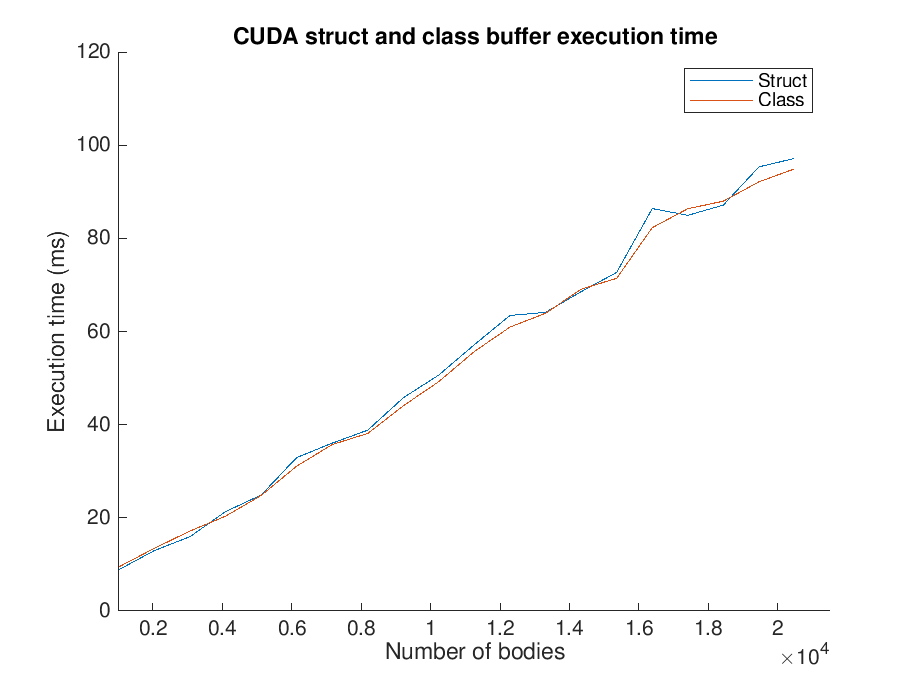 CUDA struct and class buffer execution time
120
100
80
60
40
20
0
Execution time (ms)
Struct
Class
0.2 0.4 0.6 0.8 1 1.2 1.4 1.6 1.8 2
Number of bodies
×10⁴